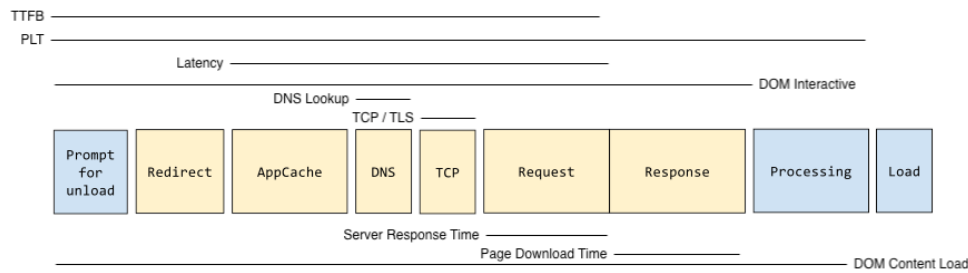 TTFB
PLT
Latency
DOM Interactive
DNS Lookup
TCP / TLS
Prompt
for
unload
Redirect
AppCache
DNS
TCP
Request
Response
Processing
Load
Server Response Time
Page Download Time
DOM Content Load